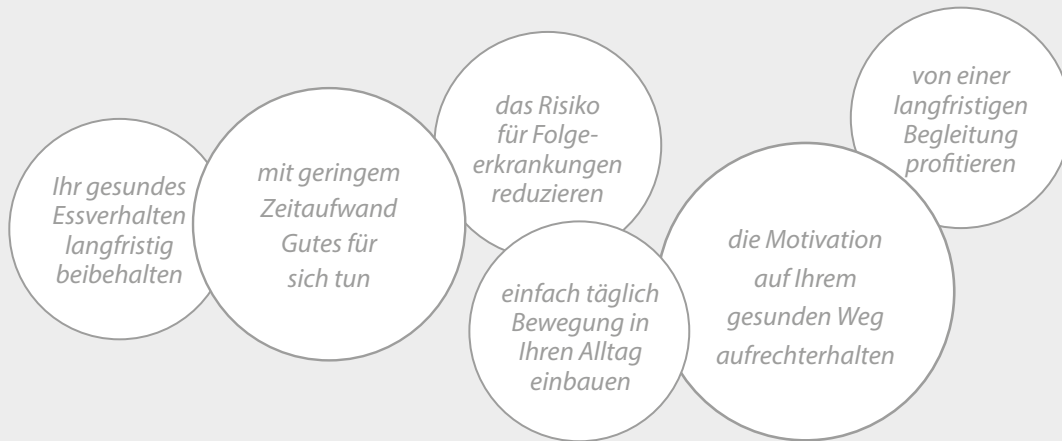 Ihr gesundes
Essverhalten
langfristig
beibehalten
mit geringem
Zeitaufwand
Gutes für
sich tun
das Risiko
für Folge-
erkrankungen
reduzieren
einfach täglich
Bewegung in
Ihren Alltag
einbauen
die Motivation
auf Ihrem
gesunden Weg
aufrechterhalten
von einer
langfristigen
Begleitung
profitieren